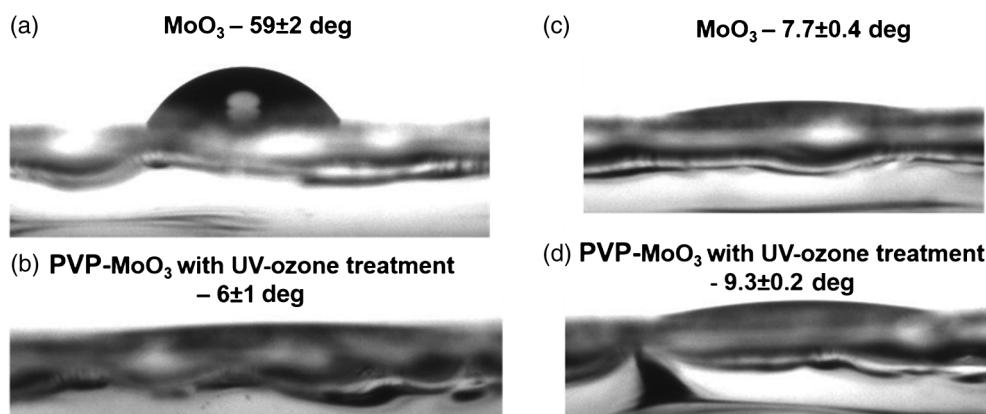 (a)
MoO₃ – 59±2 deg
(c)
MoO₃ – 7.7±0.4 deg
(b) PVP-MoO₃ with UV-ozone treatment
– 6±1 deg
(d) PVP-MoO₃ with UV-ozone treatment
- 9.3±0.2 deg